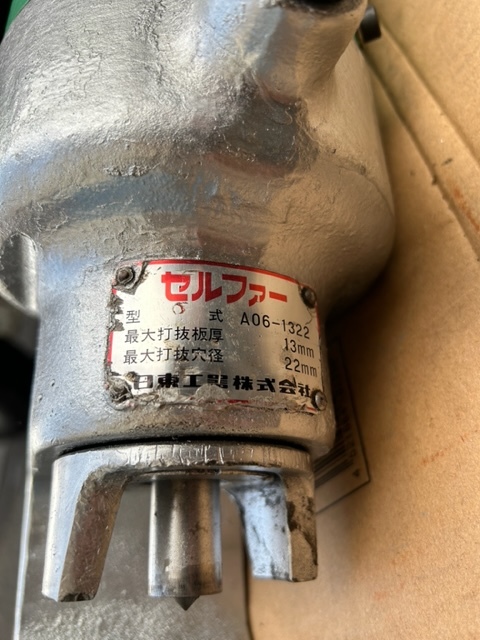 セルファー
型式 A06-1322
最大打抜板厚 13mm
最大打抜穴径 22mm
日東工器株式会社